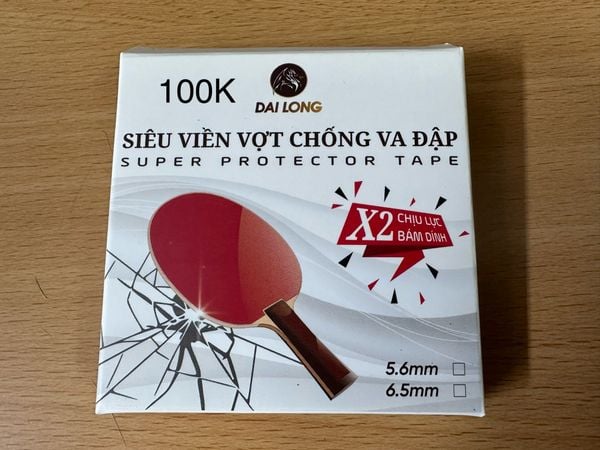 100K
DAI LONG
SIÊU VIỀN VỢT CHỐNG VA ĐẬP
SUPER PROTECTOR TAPE
X2 CHỊU LỰC
BÁM DÍNH
5.6mm
6.5mm